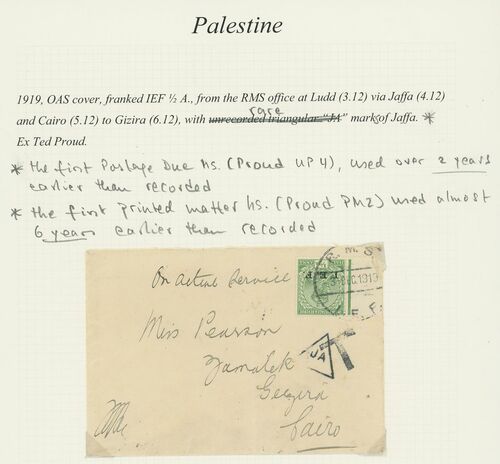 Palestine
1919, OAS cover, franked IEF ½ A., from the RMS office at Ludd (3.12) via Jaffa (4.12)
rare
and Cairo (5.12) to Gizira (6.12), with unrecorded triangular "JA" mark of Jaffa. *
Ex Ted Proud.
* the first Postage Due hs. (Proud UP4), used over 2 years
earlier than recorded
* the first printed matter hs. (Proud PM2) used almost
6 years earlier than recorded
On Active Service
I.E.F.
R.M.S.
3 DEC.1919
I.E.F.
Miss Pearson
JA T
Zamalek
Gezira
Cairo